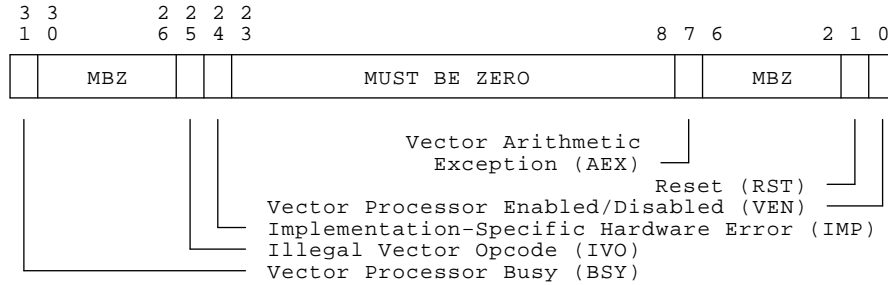 3 3 2 2 2 2
1 0 6 5 4 3 8 7 6 2 1 0
MBZ MUST BE ZERO MBZ
Vector Arithmetic
Exception (AEX)
Reset (RST)
Vector Processor Enabled/Disabled (VEN)
Implementation-Specific Hardware Error (IMP)
Illegal Vector Opcode (IVO)
Vector Processor Busy (BSY)